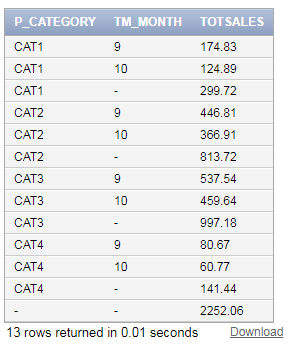 P_CATEGORY TM_MONTH TOTSALES
CAT1 9 174.83
CAT1 10 124.89
CAT1 - 299.72
CAT2 9 446.81
CAT2 10 366.91
CAT2 - 813.72
CAT3 9 537.54
CAT3 10 459.64
CAT3 - 997.18
CAT4 9 80.67
CAT4 10 60.77
CAT4 - 141.44
- - 2252.06
13 rows returned in 0.01 seconds Download